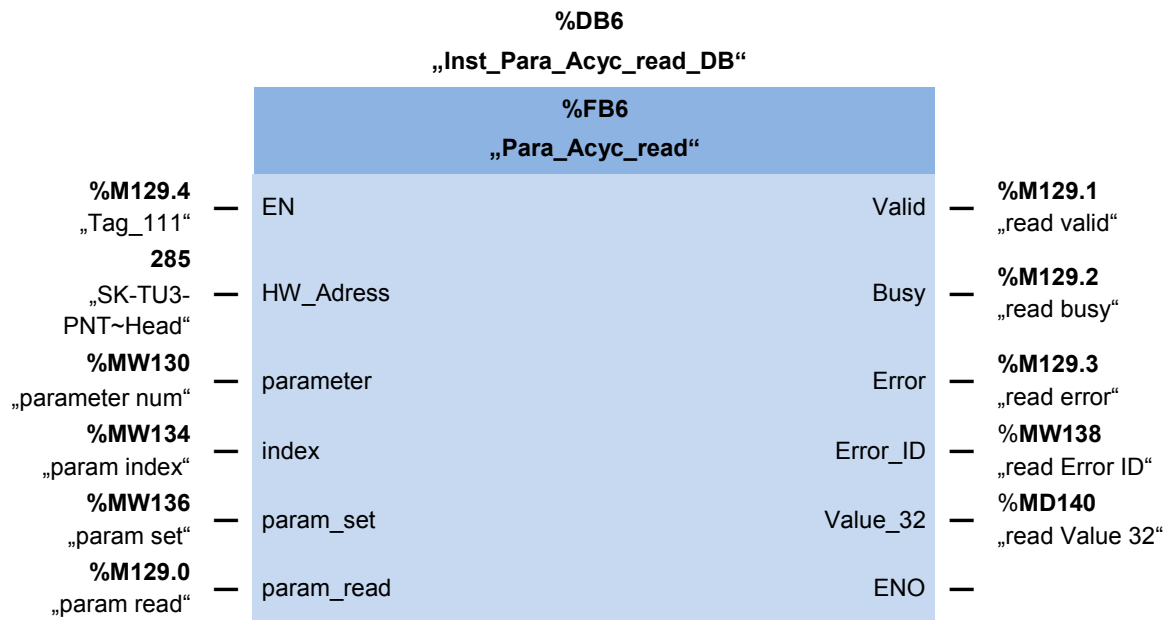 %DB6
„Inst_Para_Acyc_read_DB“
%FB6
„Para_Acyc_read“
%M129.4
„Tag_111“
EN
Valid
%M129.1
„read valid“
285
„SK-TU3-
PNT~Head“
HW_Adress
Busy
%M129.2
„read busy“
%MW130
„parameter num“
parameter
Error
%M129.3
„read error“
%MW134
„param index“
index
Error_ID
%MW138
„read Error ID“
%MW136
„param set“
param_set
Value_32
%MD140
„read Value 32“
%M129.0
„param read“
param_read
ENO